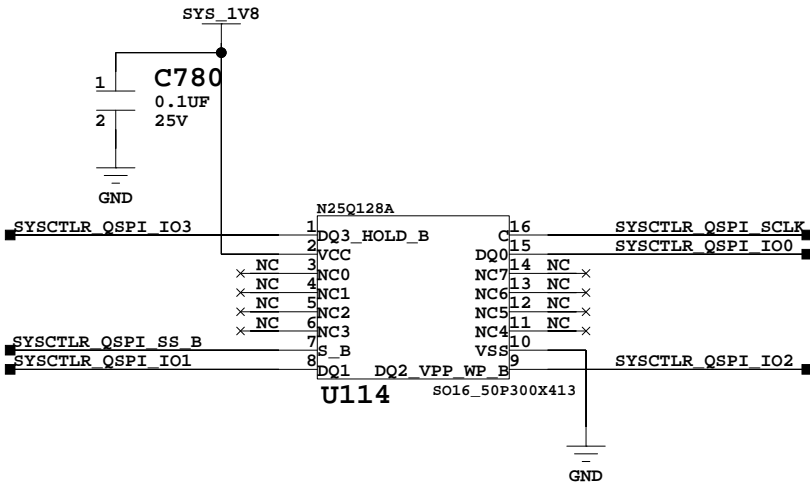 SYS_1V8
1
C780
0.1UF
2
25V
GND
N25Q128A
SYSCTLR_QSPI_IO3
1
DQ3_HOLD_B
C
16
SYSCTLR_QSPI_SCLK
2
VCC
DQ0
15
SYSCTLR_QSPI_IO0
NC
3
NC0
NC7
14
NC
NC
4
NC1
NC6
13
NC
NC
5
NC2
NC5
12
NC
NC
6
NC3
NC4
11
NC
SYSCTLR_QSPI_SS_B
7
S_B
VSS
10
SYSCTLR_QSPI_IO1
8
DQ1
DQ2_VPP_WP_B
9
SYSCTLR_QSPI_IO2
U114
SO16_50P300X413
GND